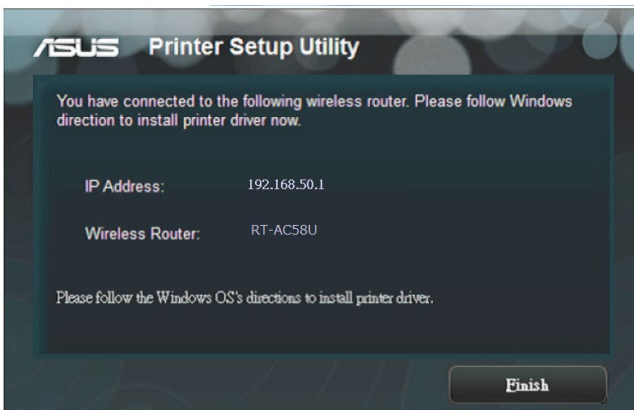 ASUS Printer Setup Utility
You have connected to the following wireless router. Please follow Windows
direction to install printer driver now.
IP Address: 192.168.50.1
Wireless Router: RT-AC58U
Please follow the Windows OS's directions to install printer driver.
Finish